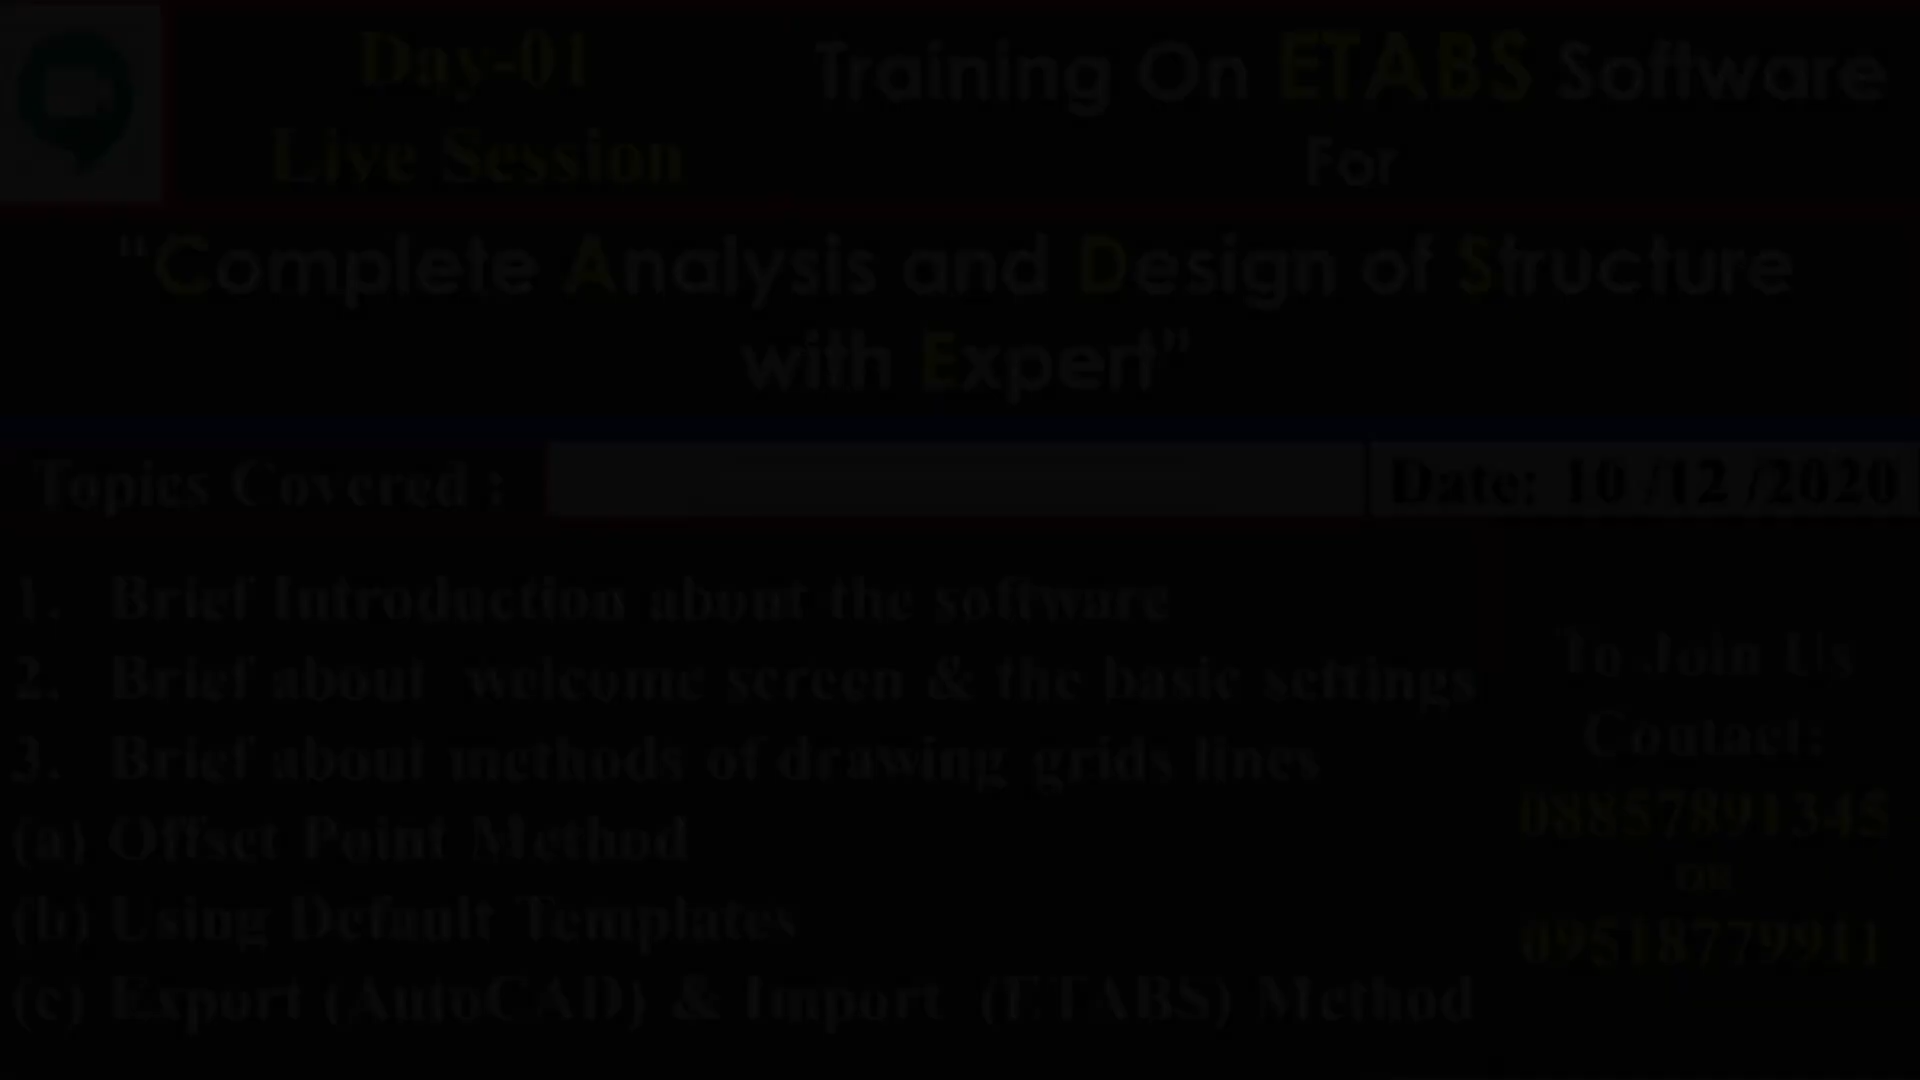 Day-01
Live Session
Training On ETABS Software
For
"Complete Analysis and Design of Structure
with Expert"
Topics Covered :
Date: 10 /12 /2020
1. Brief Introduction about the software
2. Brief about welcome screen & the basic settings
3. Brief about methods of drawing grids lines
(a) Offset Point Method
(b) Using Default Templates
(c) Export (AutoCAD) & Import (ETABS) Method
To Join Us
Contact:
08857891345
OR
09518779911